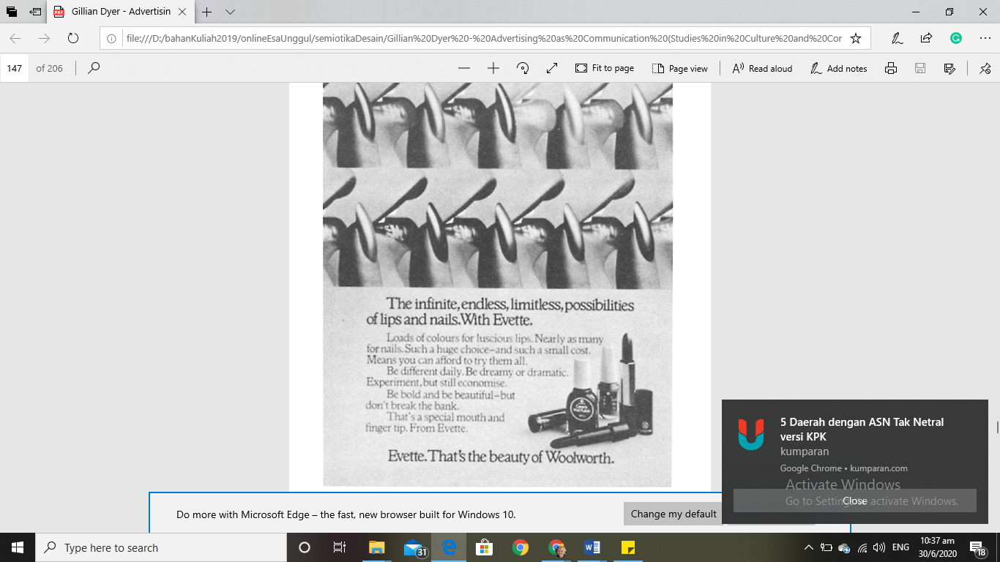 Gillian Dyer - Advertisin
file:///D:/bahanKuliah2019/onlineEsaUnggul/semiotikaDesain/Gillian%20Dyer%20-%20Advertising%20as%20Communication%20(Studies%20in%20Culture%20and%20Cor
147 of 206
Fit to page
Page view
Read aloud
Add notes
The infinite, endless, limitless, possibilities
of lips and nails. With Evette.
Loads of colours for luscious lips. Nearly as many
for nails. Such a huge choice–and such a small cost.
Means you can afford to try them all.
Be different daily. Be dreamy or dramatic.
Experiment, but still economise.
Be bold and be beautiful–but
don't break the bank.
That's a special mouth and
finger tip. From Evette.
Evette. That's the beauty of Woolworth.
5 Daerah dengan ASN Tak Netral
versi KPK
kumparan
Google Chrome • kumparan.com
Activate Windows
Go to Settings to activate Windows.
Close
Do more with Microsoft Edge – the fast, new browser built for Windows 10.
Change my default
Type here to search
31
ENG
10:37 am
30/6/2020
18